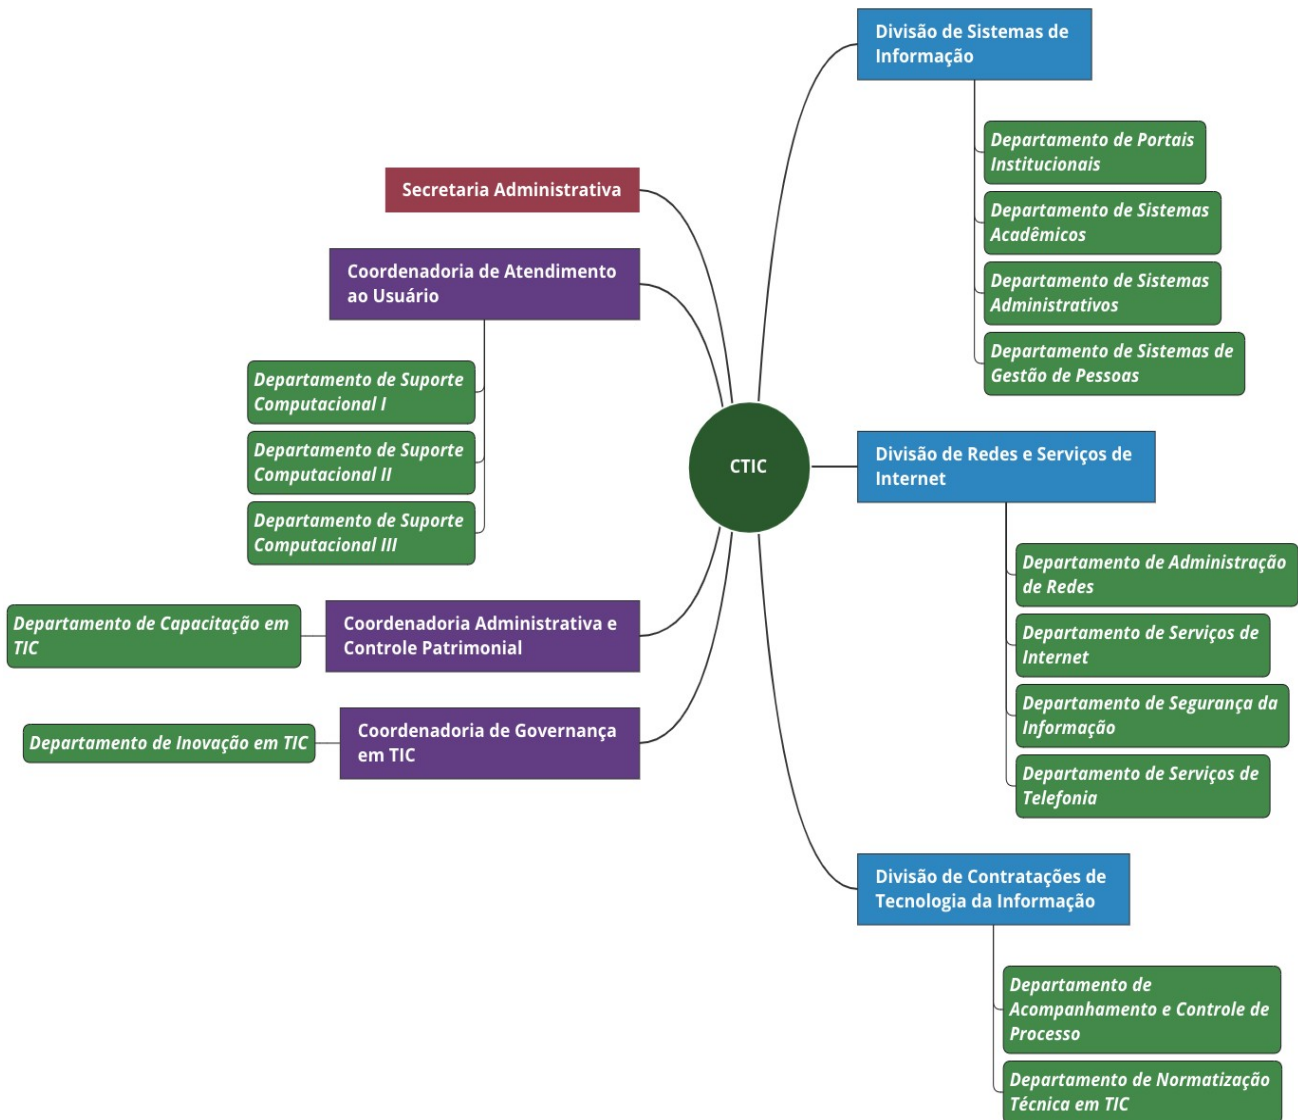 Divisão de Sistemas de
Informação
Departamento de Portais
Institucionais
Departamento de Sistemas
Acadêmicos
Departamento de Sistemas
Administrativos
Departamento de Sistemas de
Gestão de Pessoas
Secretaria Administrativa
Coordenadoria de Atendimento
ao Usuário
Departamento de Suporte
Computacional I
Departamento de Suporte
Computacional II
Departamento de Suporte
Computacional III
CTIC
Divisão de Redes e Serviços de
Internet
Departamento de Administração
de Redes
Departamento de Serviços de
Internet
Departamento de Segurança da
Informação
Departamento de Serviços de
Telefonia
Coordenadoria Administrativa e
Controle Patrimonial
Departamento de Capacitação em
TIC
Coordenadoria de Governança
em TIC
Departamento de Inovação em TIC
Divisão de Contratações de
Tecnologia da Informação
Departamento de
Acompanhamento e Controle de
Processo
Departamento de Normatização
Técnica em TIC